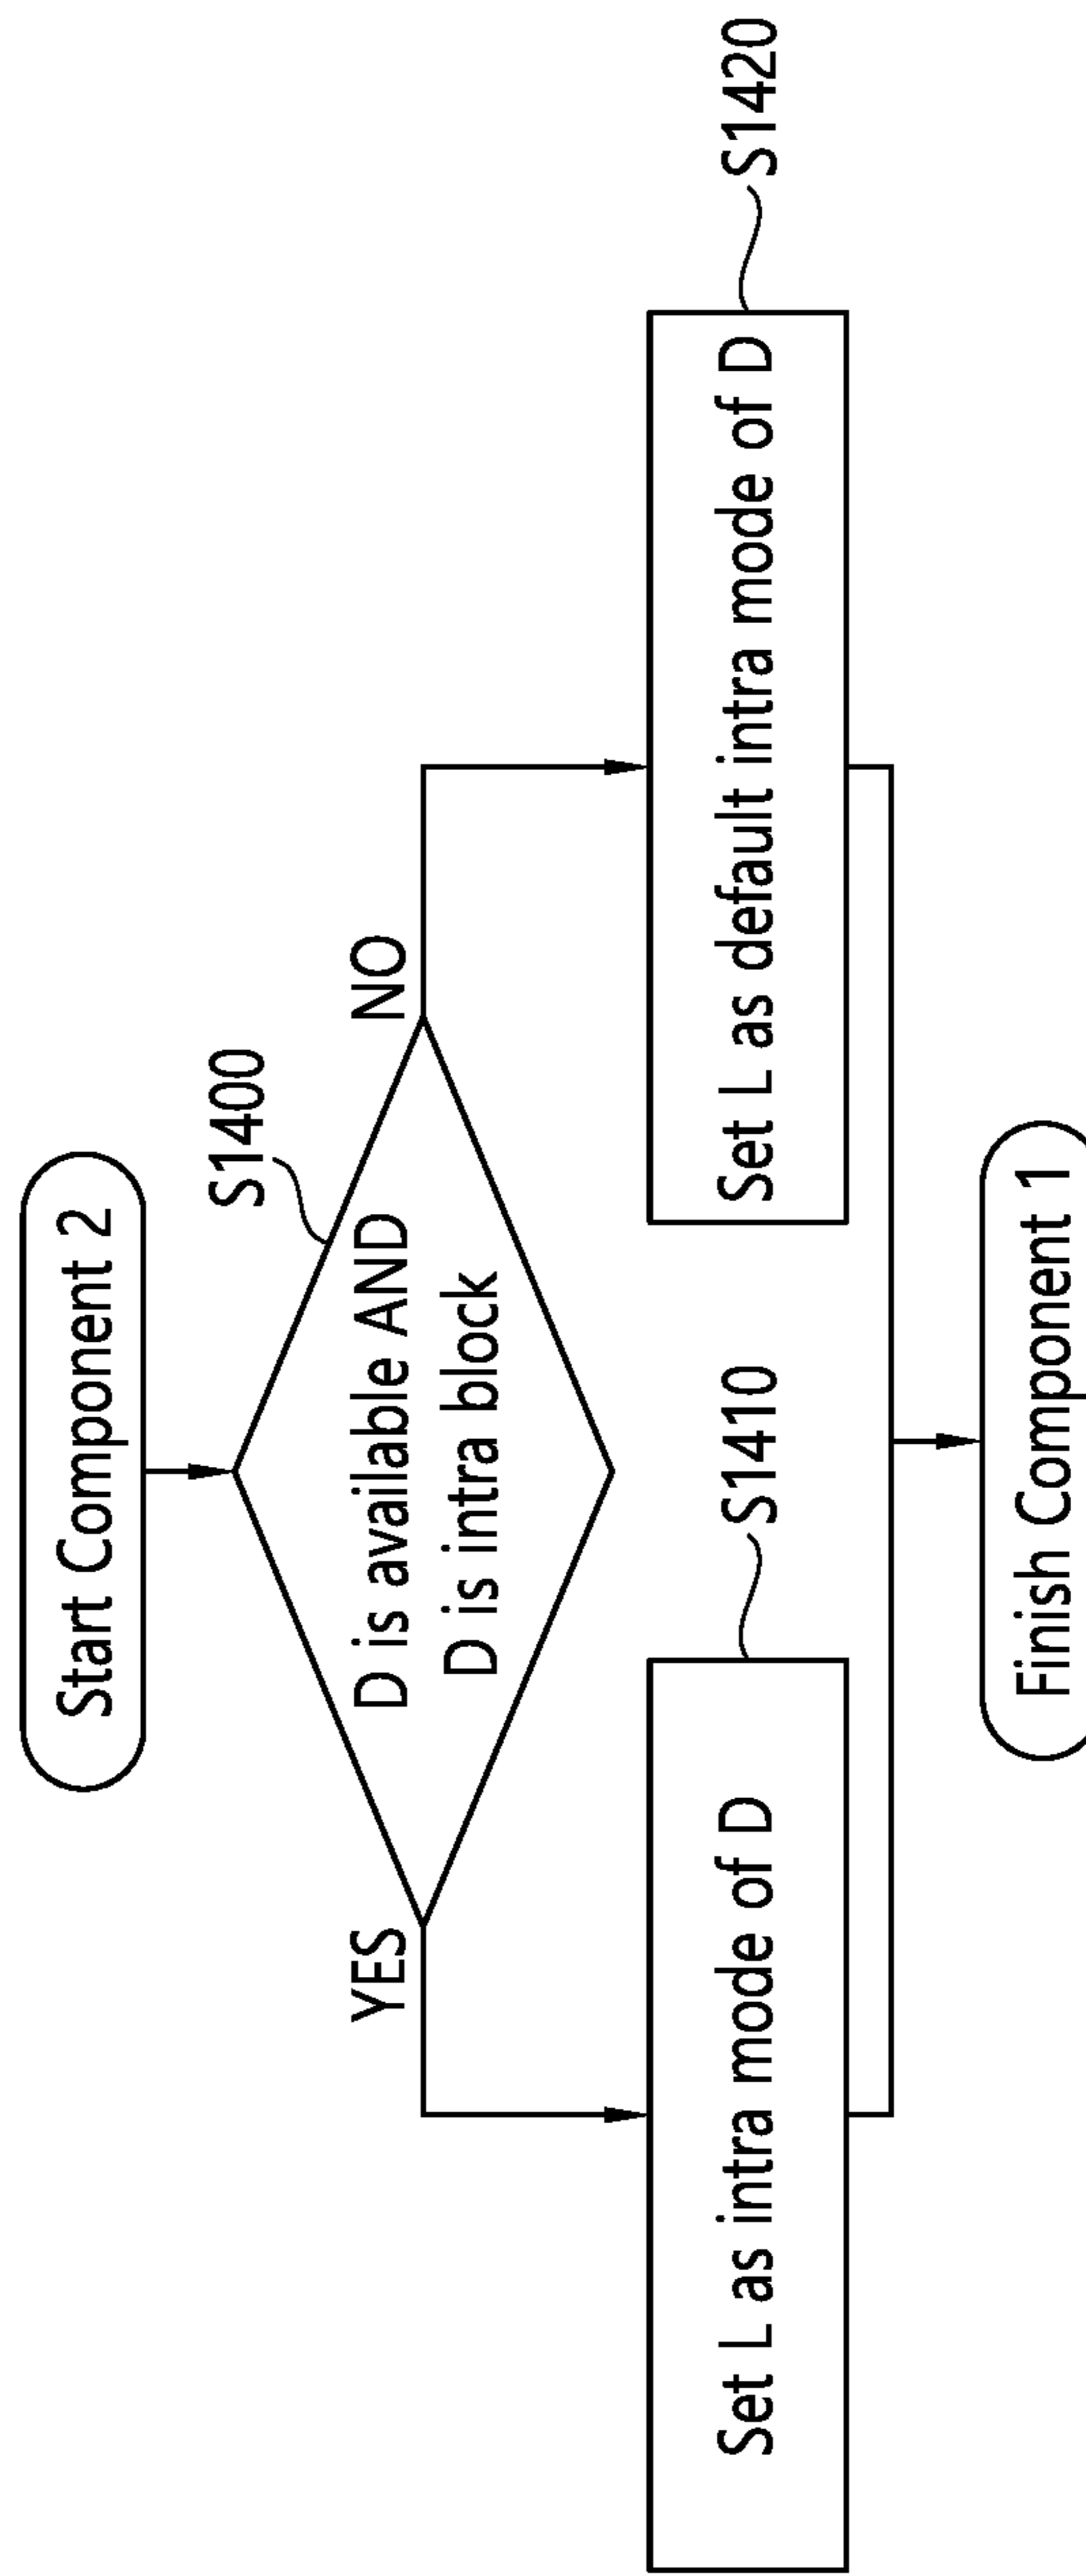 Start Component 2
S1400
D is available AND
D is intra block
YES
NO
S1410
S1420
Set L as intra mode of D
Set L as default intra mode of D
Finish Component 1